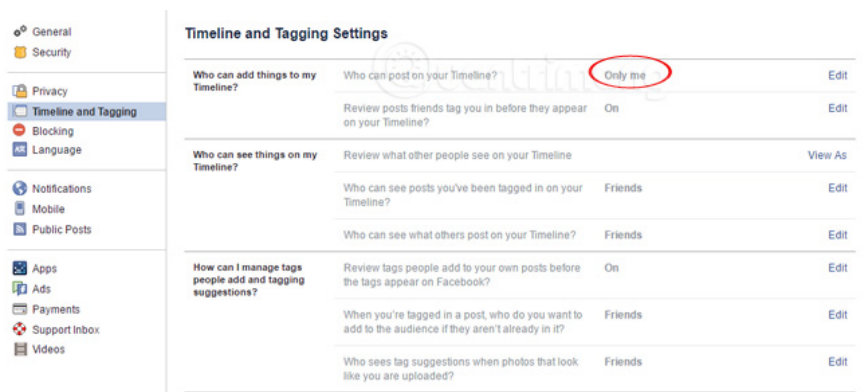 General
Security
Privacy
Timeline and Tagging
Blocking
Language
Notifications
Mobile
Public Posts
Apps
Ads
Payments
Support Inbox
Videos
Timeline and Tagging Settings
Who can add things to my
Timeline?
Who can post on your Timeline?
Only me
Edit
Review posts friends tag you in before they appear
on your Timeline?
On
Edit
Who can see things on my
Timeline?
Review what other people see on your Timeline
View As
Who can see posts you've been tagged in on your
Timeline?
Friends
Edit
Who can see what others post on your Timeline?
Friends
Edit
How can I manage tags
people add and tagging
suggestions?
Review tags people add to your own posts before
the tags appear on Facebook?
On
Edit
When you're tagged in a post, who do you want to
add to the audience if they aren't already in it?
Friends
Edit
Who sees tag suggestions when photos that look
like you are uploaded?
Friends
Edit